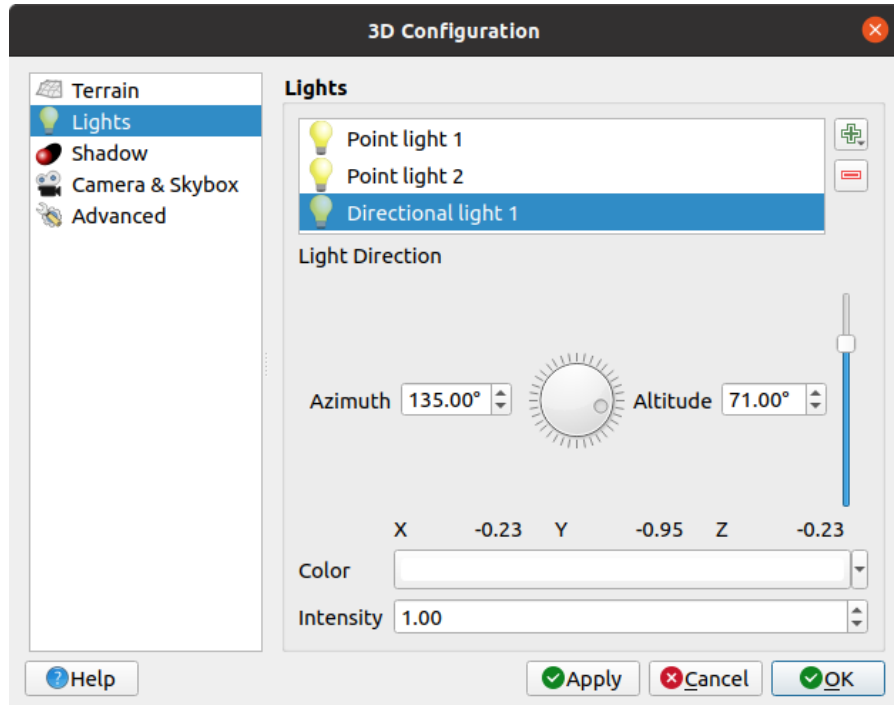 3D Configuration
Terrain
Lights
Shadow
Camera & Skybox
Advanced
Lights
Point light 1
Point light 2
Directional light 1
Light Direction
Azimuth 135.00° Altitude 71.00°
X -0.23 Y -0.95 Z -0.23
Color
Intensity 1.00
Help Apply Cancel OK